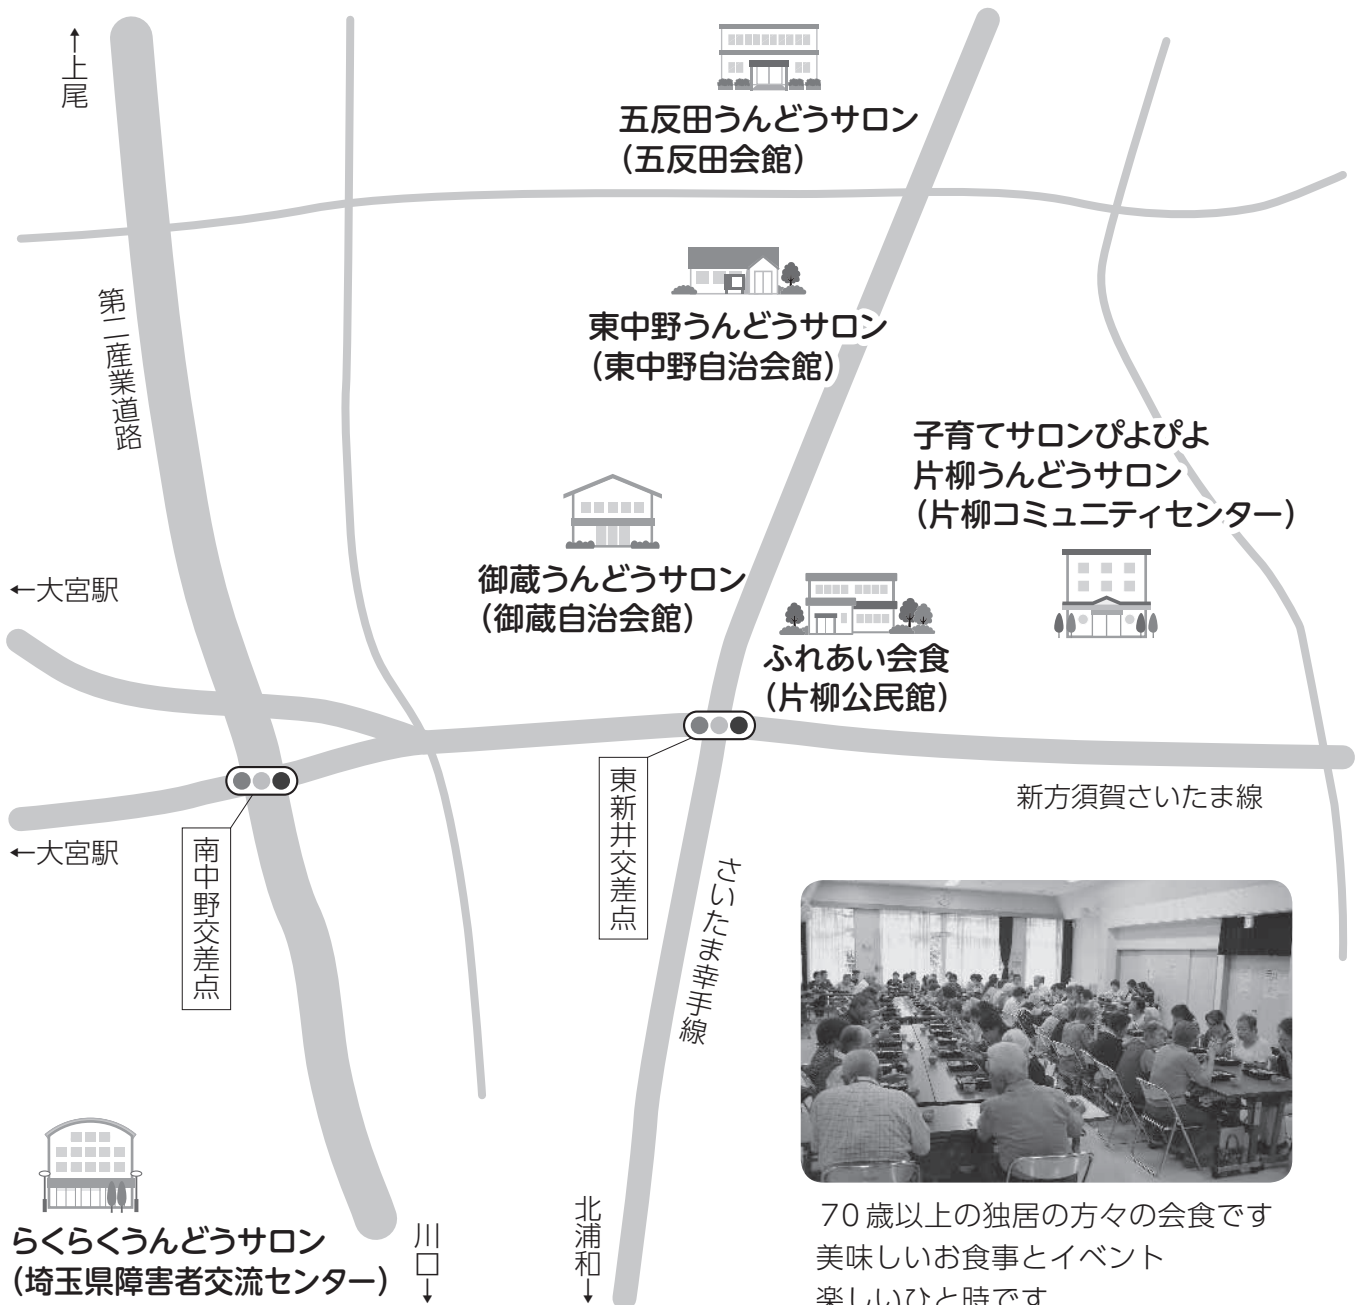 ↑上尾
五反田うんどうサロン
(五反田会館)
第二産業道路
東中野うんどうサロン
(東中野自治会館)
子育てサロンぴよぴよ
片柳うんどうサロン
(片柳コミュニティセンター)
←大宮駅
御蔵うんどうサロン
(御蔵自治会館)
ふれあい会食
(片柳公民館)
新方須賀さいたま線
東新井交差点
←大宮駅
南中野交差点
さいたま幸手線
らくらくうんどうサロン
(埼玉県障害者交流センター)
川口↓
北浦和↓
70歳以上の独居の方々の会食です
美味しいお食事とイベント
楽しいひと時です